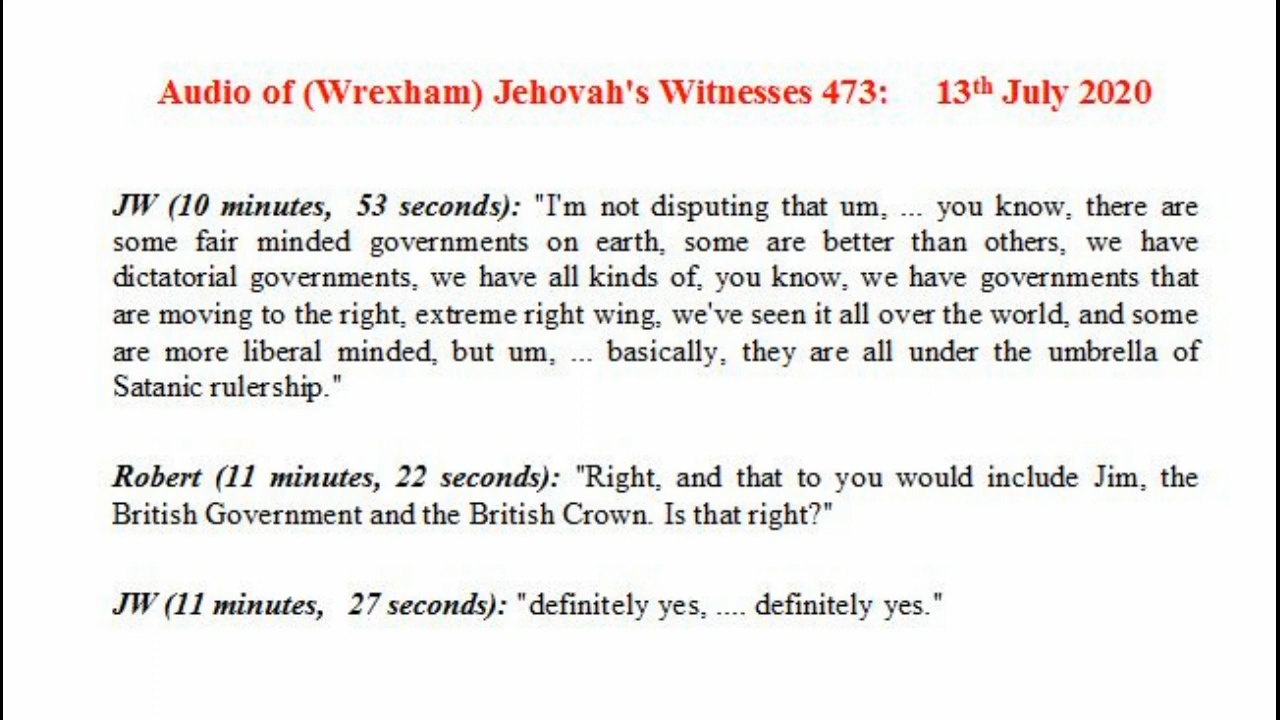 Audio of (Wrexham) Jehovah's Witnesses 473: 13th July 2020
JW (10 minutes, 53 seconds): "I'm not disputing that um, ... you know, there are
some fair minded governments on earth, some are better than others, we have
dictatorial governments, we have all kinds of, you know, we have governments that
are moving to the right, extreme right wing, we've seen it all over the world, and some
are more liberal minded, but um, ... basically, they are all under the umbrella of
Satanic rulership."
Robert (11 minutes, 22 seconds): "Right, and that to you would include Jim, the
British Government and the British Crown. Is that right?"
JW (11 minutes, 27 seconds): "definitely yes, .... definitely yes."